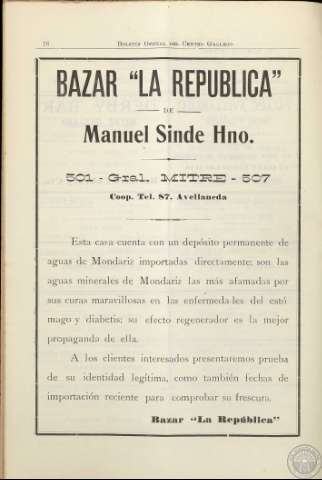 16 Boletin Oficial del Centro Gallego
BAZAR "LA REPUBLICA"
DE
Manuel Sinde Hno.
501 - Gral. MITRE - 507
Coop. Tel. 87. Avellaneda
Esta casa cuenta con un depósito permanente de
aguas de Mondariz importadas directamente; son las
aguas minerales de Mondariz las más afamadas por
sus curas maravillosas en las enfermedades del estó
mago y diabetis; su efecto regenerador es la mejor
propaganda de ella.
A los clientes interesados presentaremos prueba
de su identidad legítima, como también fechas de
importación reciente para comprobar su frescura.
Bazar "La República"